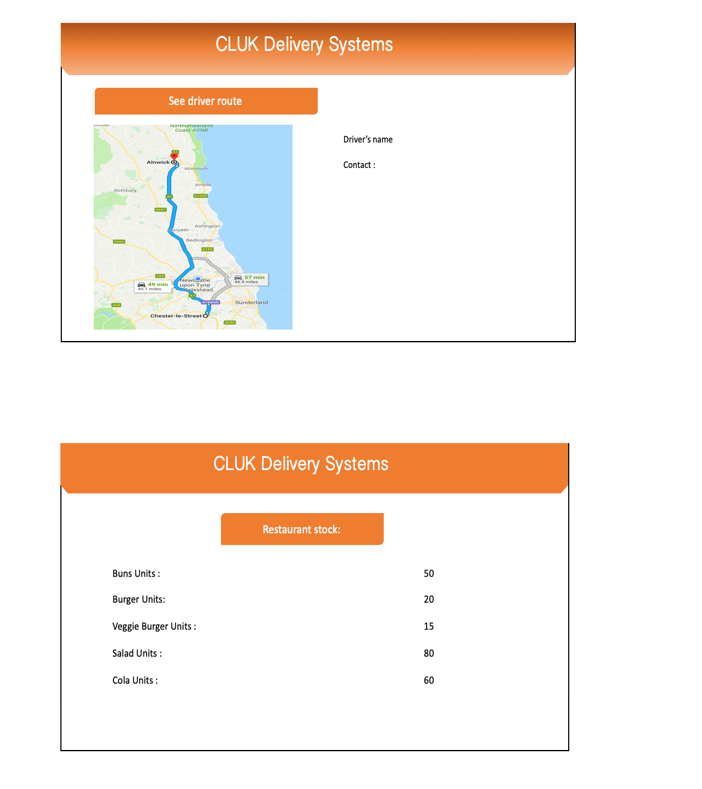 CLUK Delivery Systems
See driver route
Northumberland
Coast AONB
Alnwick
Alnmouth
Rothbury
Amble
Ashington
Bedlington
57 min
46.9 miles
49 min
45.1 miles
Newcastle
upon Tyne
Gateshead
Sunderland
Chester-le-Street
Driver's name
Contact :
CLUK Delivery Systems
Restaurant stock:
Buns Units : 50
Burger Units: 20
Veggie Burger Units : 15
Salad Units : 80
Cola Units : 60